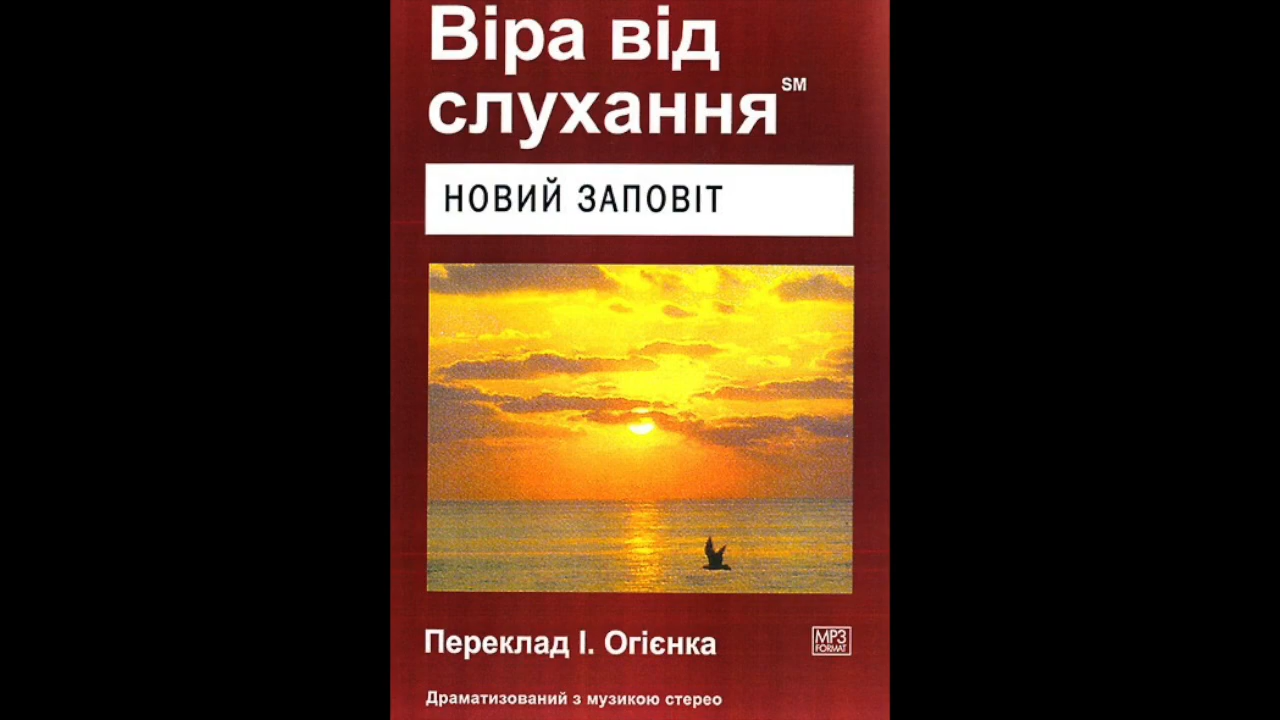 Віра від
слухання SM
НОВИЙ ЗАПОВІТ
Переклад І. Огієнка
MP3
FORMAT
Драматизований з музикою стерео